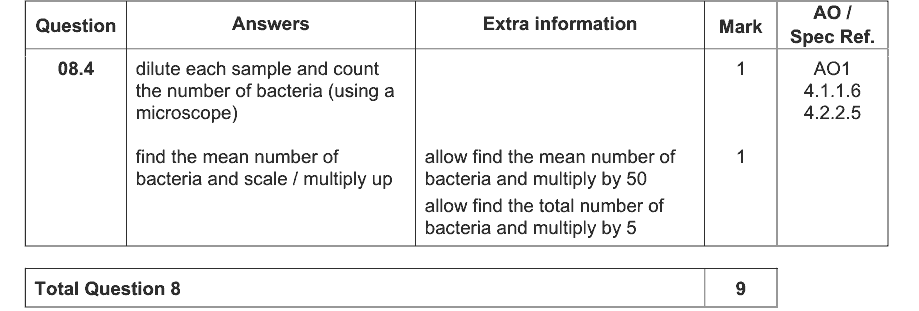 Question Answers Extra information Mark AO /
Spec Ref.
08.4 dilute each sample and count 1 AO1
the number of bacteria (using a 4.1.1.6
microscope) 4.2.2.5
find the mean number of allow find the mean number of 1
bacteria and scale / multiply up bacteria and multiply by 50
allow find the total number of
bacteria and multiply by 5
Total Question 8 9